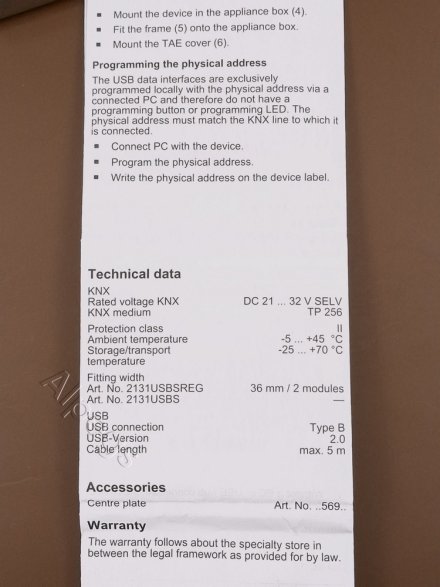 ▪ Mount the device in the appliance box (4).
▪ Fit the frame (5) onto the appliance box.
▪ Mount the TAE cover (6).
Programming the physical address
The USB data interfaces are exclusively
programmed locally with the physical address via a
connected PC and therefore do not have a
programming button or programming LED. The
physical address must match the KNX line to which it
is connected.
▪ Connect PC with the device.
▪ Program the physical address.
▪ Write the physical address on the device label.
Technical data
KNX
Rated voltage KNX DC 21 ... 32 V SELV
KNX medium TP 256
Protection class II
Ambient temperature -5 ... +45 °C
Storage/transport -25 ... +70 °C
temperature
Fitting width
Art. No. 2131USBSREG 36 mm / 2 modules
Art. No. 2131USBS —
USB
USB connection Type B
USB-Version 2.0
Cable length max. 5 m
Accessories
Centre plate Art. No. ..569..
Warranty
The warranty follows about the specialty store in
between the legal framework as provided for by law.